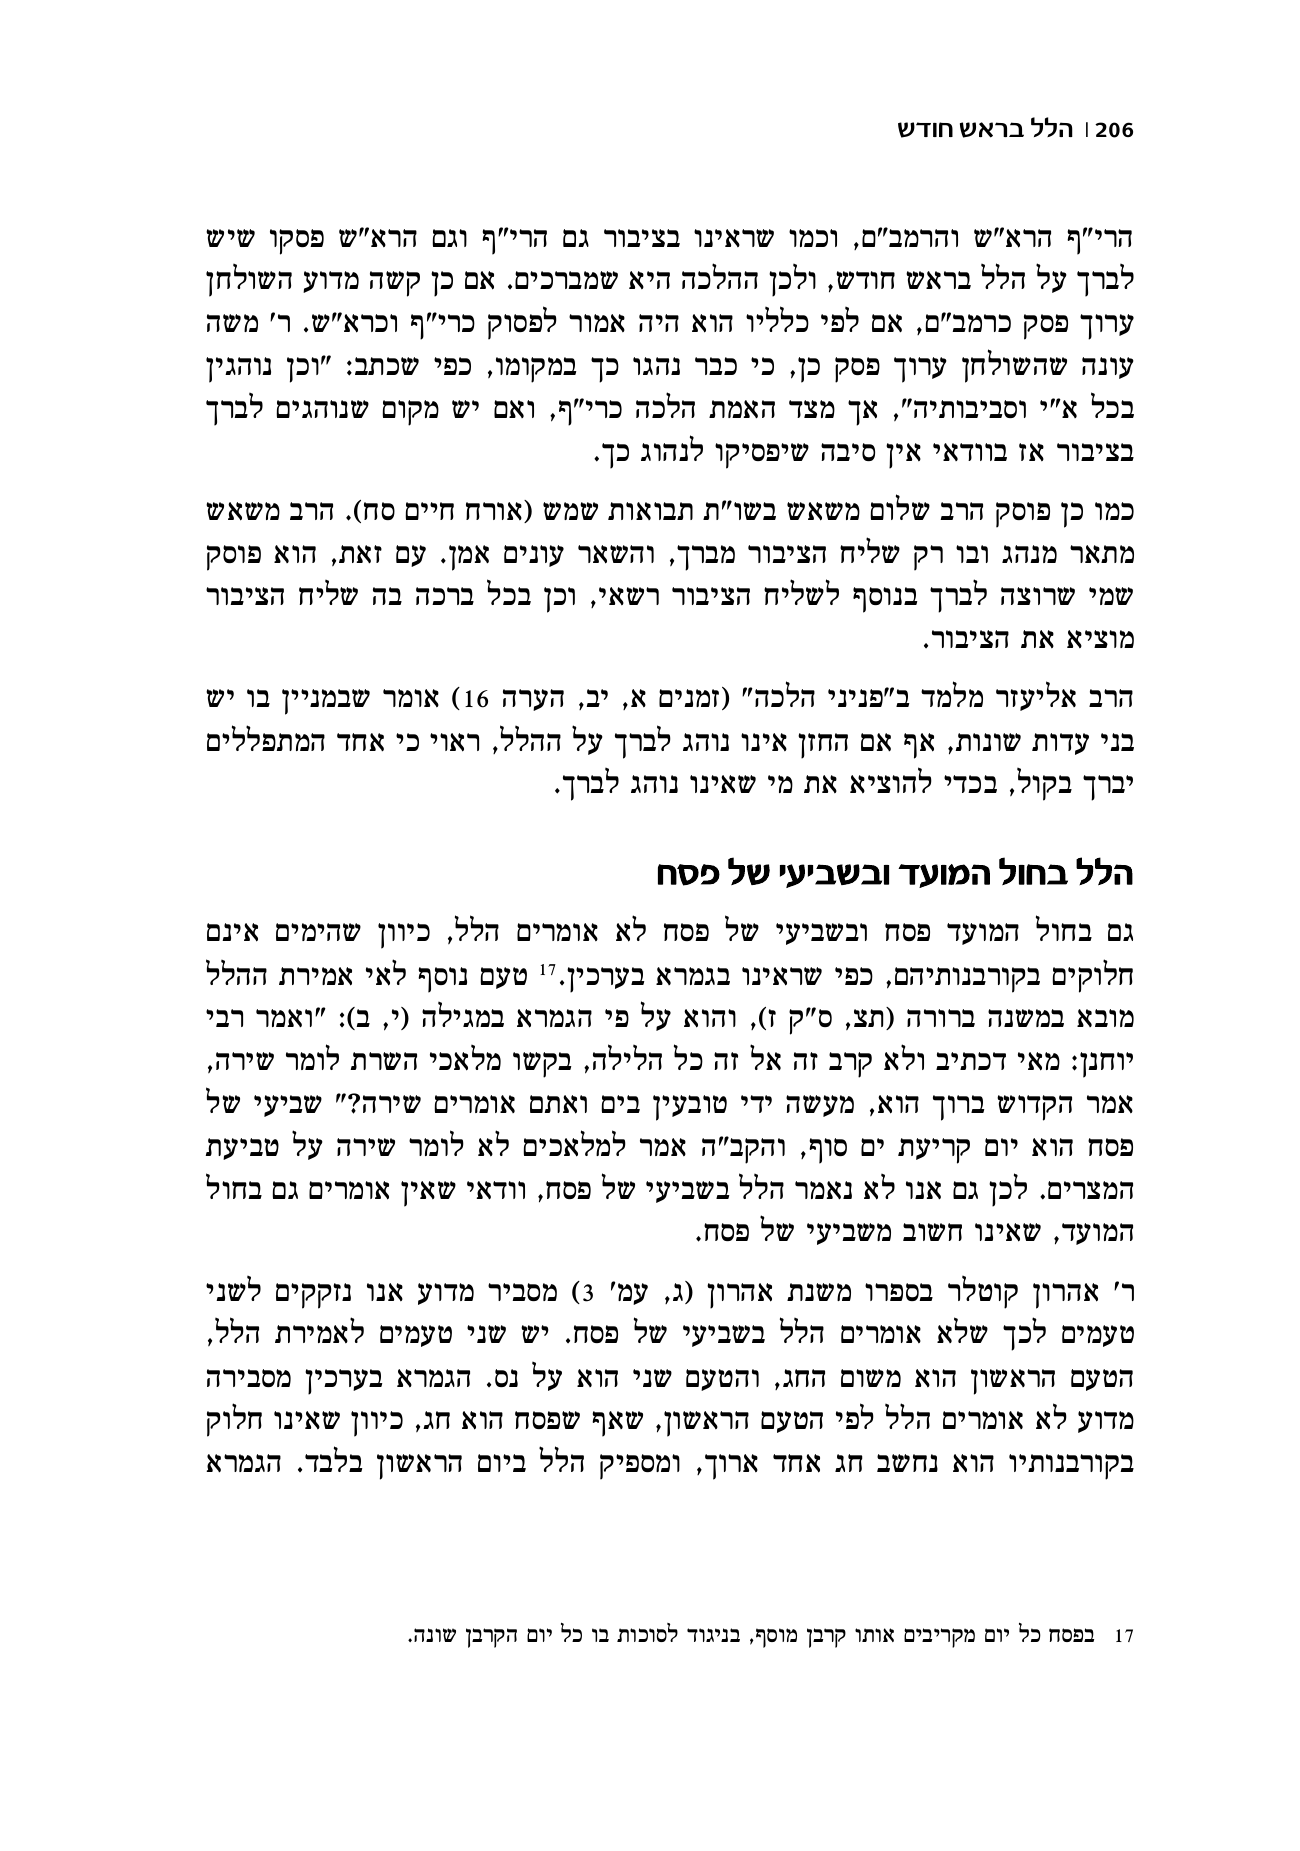 206 | הלל בראש חודש
הרי"ף הרא"ש והרמב"ם, וכמו שראינו בציבור גם הרי"ף וגם הרא"ש פסקו שיש
לברך על הלל בראש חודש, ולכן ההלכה היא שמברכים. אם כן קשה מדוע השולחן
ערוך פסק כרמב"ם, אם לפי כלליו הוא היה אמור לפסוק כרי"ף וכרא"ש. ר' משה
עונה שהשולחן ערוך פסק כן, כי כבר נהגו כך במקומו, כפי שכתב: "וכן נוהגין
בכל א"י וסביבותיה", אך מצד האמת הלכה כרי"ף, ואם יש מקום שנוהגים לברך
בציבור אז בוודאי אין סיבה שיפסיקו לנהוג כך.
כמו כן פוסק הרב שלום משאש בשו"ת תבואות שמש (אורח חיים סח). הרב משאש
מתאר מנהג ובו רק שליח הציבור מברך, והשאר עונים אמן. עם זאת, הוא פוסק
שמי שרוצה לברך בנוסף לשליח הציבור רשאי, וכן בכל ברכה בה שליח הציבור
מוציא את הציבור.
הרב אליעזר מלמד ב"פניני הלכה" (זמנים א, יב, הערה 16) אומר שבמניין בו יש
בני עדות שונות, אף אם החזן אינו נוהג לברך על ההלל, ראוי כי אחד המתפללים
יברך בקול, בכדי להוציא את מי שאינו נוהג לברך.
הלל בחול המועד ובשביעי של פסח
גם בחול המועד פסח ובשביעי של פסח לא אומרים הלל, כיוון שהימים אינם
חלוקים בקורבנותיהם, כפי שראינו בגמרא בערכין.17 טעם נוסף לאי אמירת ההלל
מובא במשנה ברורה (תצ, ס"ק ז), והוא על פי הגמרא במגילה (י, ב): "ואמר רבי
יוחנן: מאי דכתיב ולא קרב זה אל זה כל הלילה, בקשו מלאכי השרת לומר שירה,
אמר הקדוש ברוך הוא, מעשה ידי טובעין בים ואתם אומרים שירה?" שביעי של
פסח הוא יום קריעת ים סוף, והקב"ה אמר למלאכים לא לומר שירה על טביעת
המצרים. לכן גם אנו לא נאמר הלל בשביעי של פסח, וודאי שאין אומרים גם בחול
המועד, שאינו חשוב משביעי של פסח.
ר' אהרון קוטלר בספרו משנת אהרון (ג, עמ' 3) מסביר מדוע אנו נזקקים לשני
טעמים לכך שלא אומרים הלל בשביעי של פסח. יש שני טעמים לאמירת הלל,
הטעם הראשון הוא משום החג, והטעם שני הוא על נס. הגמרא בערכין מסבירה
מדוע לא אומרים הלל לפי הטעם הראשון, שאף שפסח הוא חג, כיוון שאינו חלוק
בקורבנותיו הוא נחשב חג אחד ארוך, ומספיק הלל ביום הראשון בלבד. הגמרא
17 בפסח כל יום מקריבים אותו קרבן מוסף, בניגוד לסוכות בו כל יום הקרבן שונה.